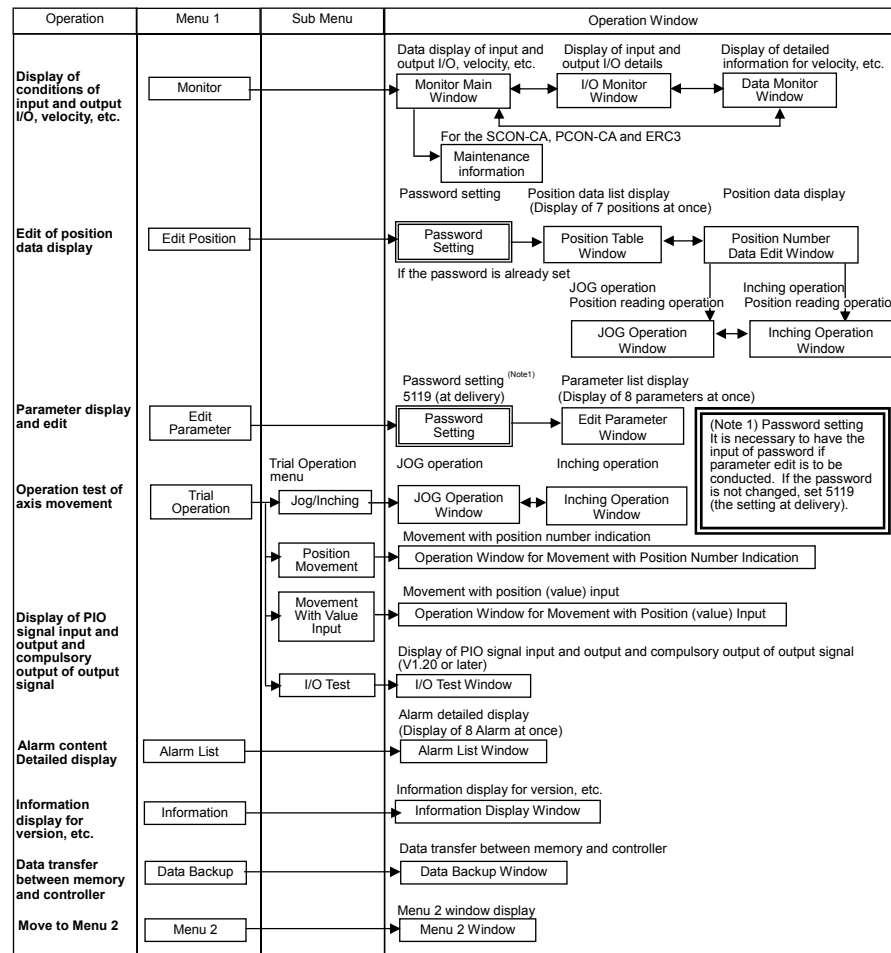 Operation
Menu 1
Sub Menu
Operation Window
Display of
conditions of
input and output
I/O, velocity, etc.
Monitor
Data display of input and
output I/O, velocity, etc.
Display of input and
output I/O details
Display of detailed
information for velocity, etc.
Monitor Main
Window
I/O Monitor
Window
Data Monitor
Window
For the SCON-CA, PCON-CA and ERC3
Maintenance
information
Edit of position
data display
Edit Position
Password setting
Position data list display
(Display of 7 positions at once)
Position data display
Password
Setting
Position Table
Window
Position Number
Data Edit Window
If the password is already set
JOG operation
Position reading operation
Inching operation
Position reading operatio
JOG Operation
Window
Inching Operation
Window
Parameter display
and edit
Edit
Parameter
Password setting (Note1)
5119 (at delivery)
Parameter list display
(Display of 8 parameters at once)
Password
Setting
Edit Parameter
Window
(Note 1) Password setting
It is necessary to have the
input of password if
parameter edit is to be
conducted. If the password
is not changed, set 5119
(the setting at delivery).
Operation test of
axis movement
Trial
Operation
Trial Operation
menu
Jog/Inching
JOG operation
Inching operation
JOG Operation
Window
Inching Operation
Window
Position
Movement
Movement with position number indication
Operation Window for Movement with Position Number Indication
Movement
With Value
Input
Movement with position (value) input
Operation Window for Movement with Position (value) Input
Display of PIO
signal input and
output and
compulsory
output of output
signal
I/O Test
Display of PIO signal input and output and compulsory output of output signal
(V1.20 or later)
I/O Test Window
Alarm content
Detailed display
Alarm List
Alarm detailed display
(Display of 8 Alarm at once)
Alarm List Window
Information
display for
version, etc.
Information
Information display for version, etc.
Information Display Window
Data transfer
between memory
and controller
Data Backup
Data transfer between memory and controller
Data Backup Window
Move to Menu 2
Menu 2
Menu 2 window display
Menu 2 Window